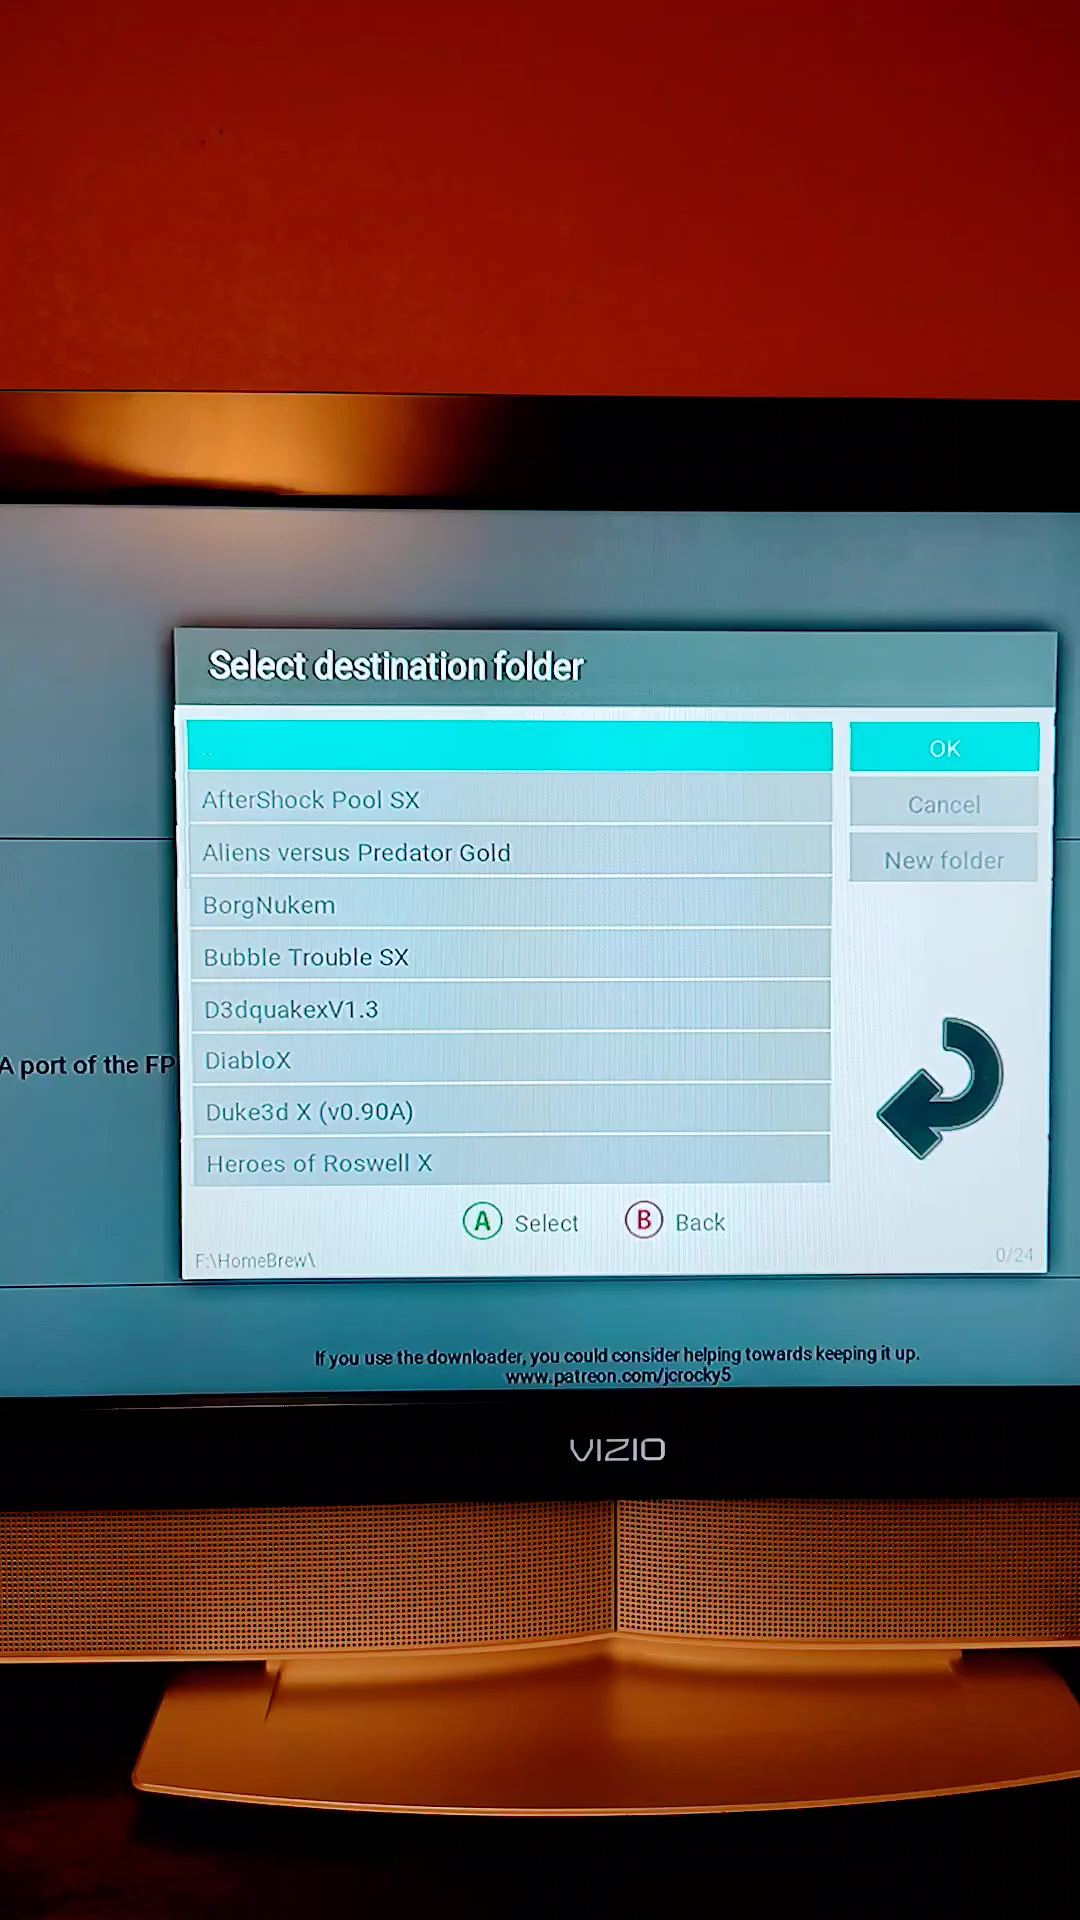 Select destination folder
..
OK
AfterShock Pool SX
Cancel
Aliens versus Predator Gold
New folder
BorgNukem
Bubble Trouble SX
D3dquakexV1.3
DiabloX
A port of the FP
Duke3d X (v0.90A)
Heroes of Roswell X
A Select
B Back
F:\HomeBrew\
0/24
If you use the downloader, you could consider helping towards keeping it up.
www.patreon.com/jcrocky5
VIZIO